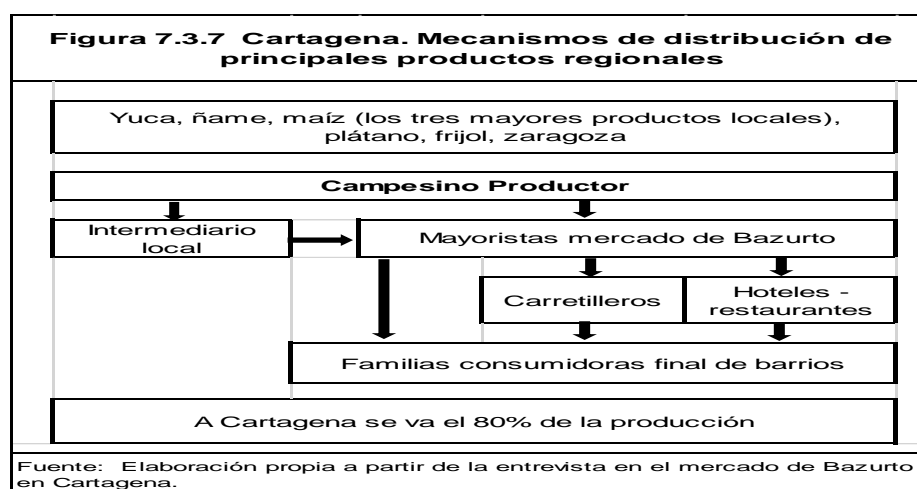 Figura 7.3.7 Cartagena. Mecanismos de distribución de
principales productos regionales
Yuca, ñame, maíz (los tres mayores productos locales),
plátano, frijol, zaragoza
Campesino Productor
Intermediario
local
Mayoristas mercado de Bazurto
Carretilleros
Hoteles -
restaurantes
Familias consumidoras final de barrios
A Cartagena se va el 80% de la producción
Fuente: Elaboración propia a partir de la entrevista en el mercado de Bazurto
en Cartagena.